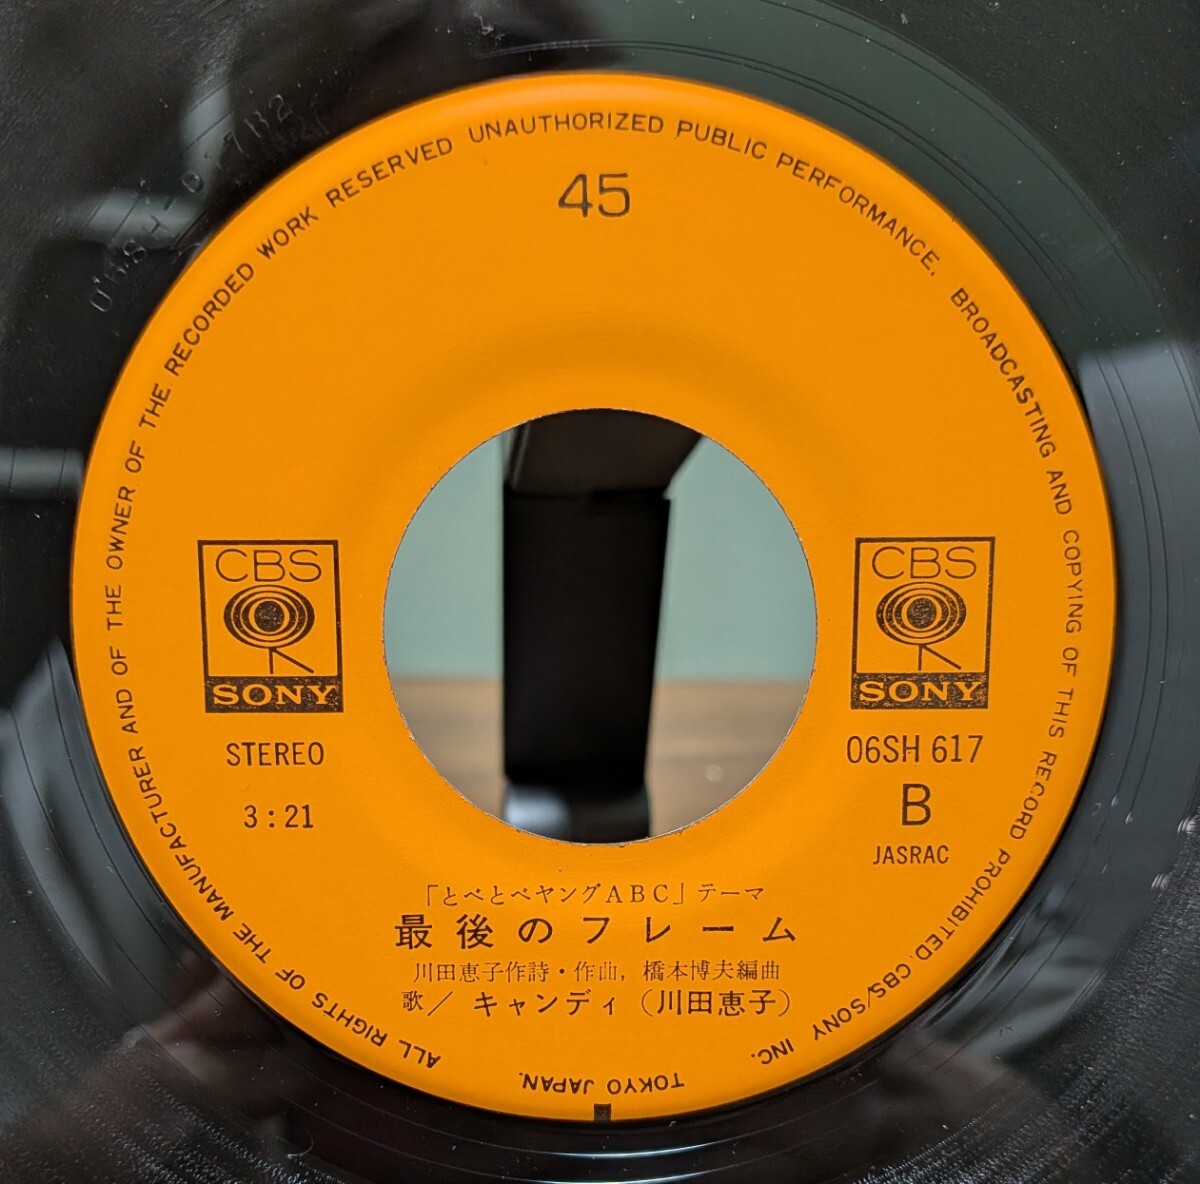 ALL RIGHTS OF THE MANUFACTURER AND OF THE OWNER OF THE RECORDED WORK RESERVED UNAUTHORIZED PUBLIC PERFORMANCE, BROADCASTING AND COPYING OF THIS RECORD PROHIBITED. CBS/SONY INC. TOKYO JAPAN.
45
CBS
SONY
STEREO
3:21
CBS
SONY
06SH 617
B
JASRAC
「とべとべヤングABC」テーマ
最後のフレーム
川田恵子作詩・作曲, 橋本博夫編曲
歌/ キャンディ (川田恵子)